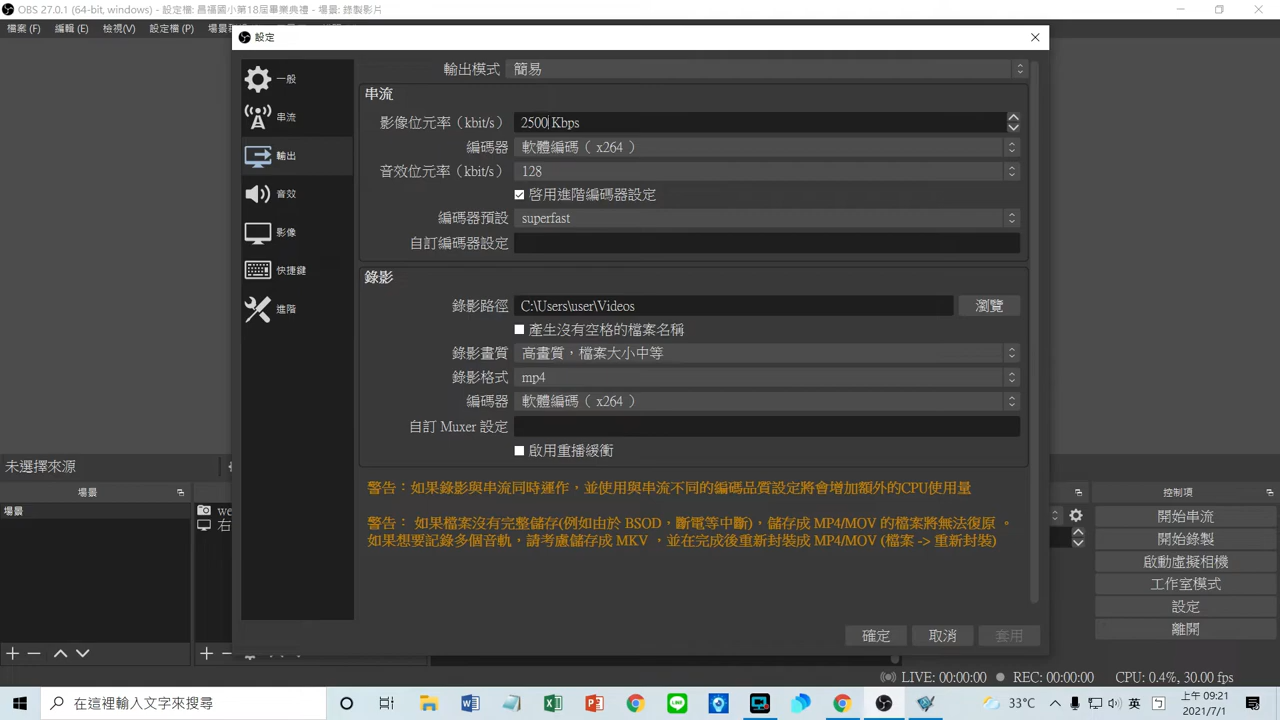 OBS 27.0.1 (64-bit, windows) - 設定檔: 昌福國小第18屆畢業典禮 - 場景: 錄製影片
檔案 (F) 編輯 (E) 檢視(V) 設定檔 (P)
設定
一般
串流
輸出
音效
影像
快捷鍵
進階
輸出模式 簡易
串流
影像位元率（kbit/s） 2500 Kbps
編碼器 軟體編碼（ x264 ）
音效位元率（kbit/s） 128
啓用進階編碼器設定
編碼器預設 superfast
自訂編碼器設定
錄影
錄影路徑 C:\Users\user\Videos 瀏覽
產生沒有空格的檔案名稱
錄影畫質 高畫質，檔案大小中等
錄影格式 mp4
編碼器 軟體編碼（ x264 ）
自訂 Muxer 設定
啟用重播緩衝
警告：如果錄影與串流同時運作，並使用與串流不同的編碼品質設定將會增加額外的CPU使用量
警告： 如果檔案沒有完整儲存(例如由於 BSOD，斷電等中斷)，儲存成 MP4/MOV 的檔案將無法復原 。
如果想要記錄多個音軌，請考慮儲存成 MKV ，並在完成後重新封裝成 MP4/MOV (檔案 -> 重新封裝)
確定 取消 套用
未選擇來源
場景
場景
we
右
控制項
開始串流
開始錄製
啟動虛擬相機
工作室模式
設定
離開
LIVE: 00:00:00 REC: 00:00:00 CPU: 0.4%, 30.00 fps
在這裡輸入文字來搜尋
33°C 英
上午 09:21
2021/7/1